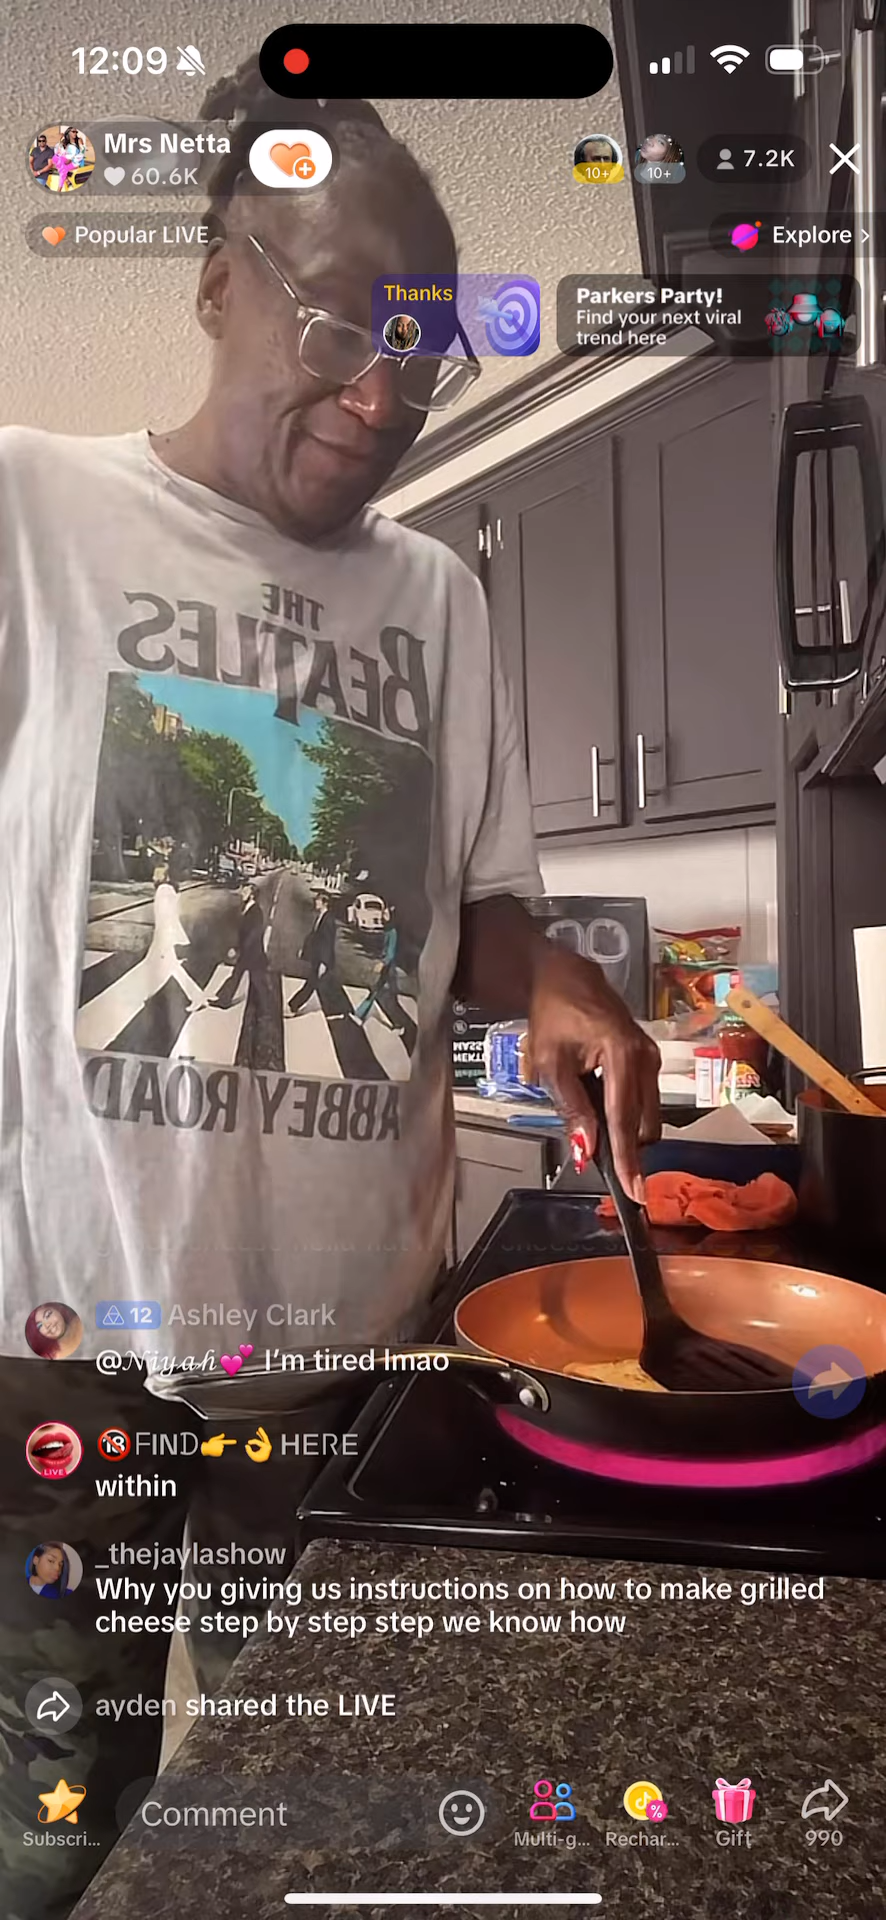 12:09
Mrs Netta
60.6K
10+
10+
7.2K
Popular LIVE
Explore >
Thanks
Parkers Party!
Find your next viral
trend here
THE
BEATLES
ABBEY ROAD
12 Ashley Clark
@𝒩𝒾𝓎𝒶𝒽💕 I'm tired lmao
🔞FIND👉👌HERE
LIVE
within
_thejaylashow
Why you giving us instructions on how to make grilled
cheese step by step step we know how
ayden shared the LIVE
Subscri...
Comment
Multi-g...
Rechar...
Gift
990